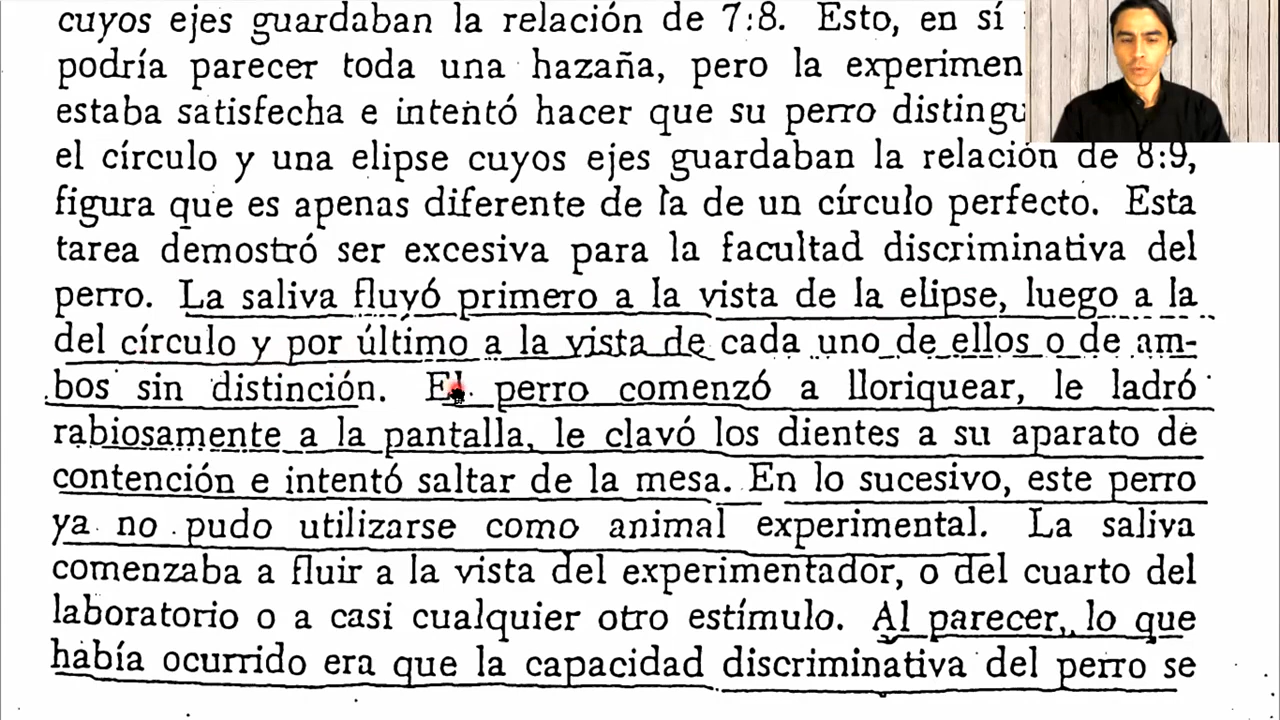 cuyos ejes guardaban la relación de 7:8. Esto, en sí
podría parecer toda una hazaña, pero la experimen
estaba satisfecha e intentó hacer que su perro distingu
el círculo y una elipse cuyos ejes guardaban la relación de 8:9,
figura que es apenas diferente de la de un círculo perfecto. Esta
tarea demostró ser excesiva para la facultad discriminativa del
perro. La saliva fluyó primero a la vista de la elipse, luego a la
del círculo y por último a la vista de cada uno de ellos o de am-
bos sin distinción. El perro comenzó a lloriquear, le ladró
rabiosamente a la pantalla, le clavó los dientes a su aparato de
contención e intentó saltar de la mesa. En lo sucesivo, este perro
ya no pudo utilizarse como animal experimental. La saliva
comenzaba a fluir a la vista del experimentador, o del cuarto del
laboratorio o a casi cualquier otro estímulo. Al parecer, lo que
había ocurrido era que la capacidad discriminativa del perro se